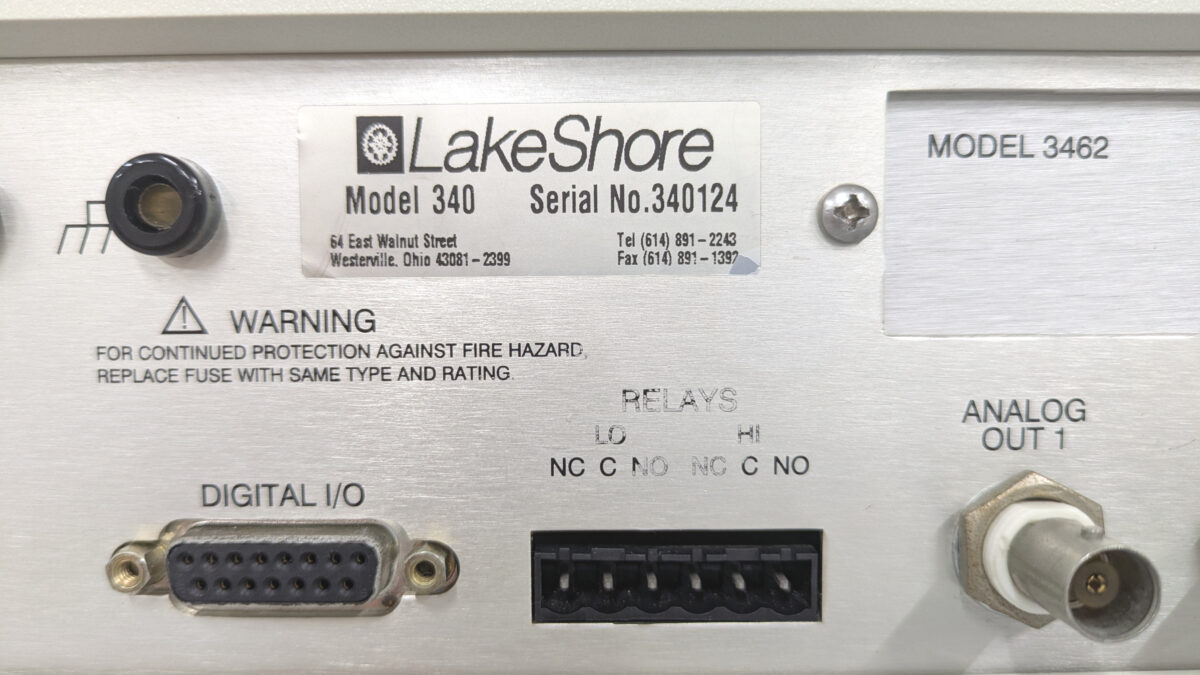 LakeShore
Model 340 Serial No.340124
64 East Walnut Street Tel (614) 891-2243
Westerville, Ohio 43081-2399 Fax (614) 891-1392
MODEL 3462
WARNING
FOR CONTINUED PROTECTION AGAINST FIRE HAZARD,
REPLACE FUSE WITH SAME TYPE AND RATING.
RELAYS
LO HI
NC C NO NC C NO
ANALOG
OUT 1
DIGITAL I/O